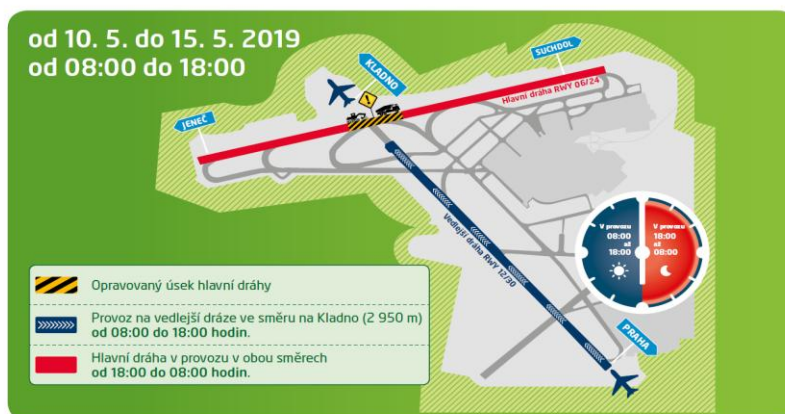 od 10. 5. do 15. 5. 2019
od 08:00 do 18:00
KLADNO
SUCHDOL
Hlavní dráha RWY 06/24
JENEČ
Vedlejší dráha RWY 12/30
V provozu
08:00
až
18:00
V provozu
18:00
až
08:00
PRAHA
Opravovaný úsek hlavní dráhy
Provoz na vedlejší dráze ve směru na Kladno (2 950 m)
od 08:00 do 18:00 hodin.
Hlavní dráha v provozu v obou směrech
od 18:00 do 08:00 hodin.